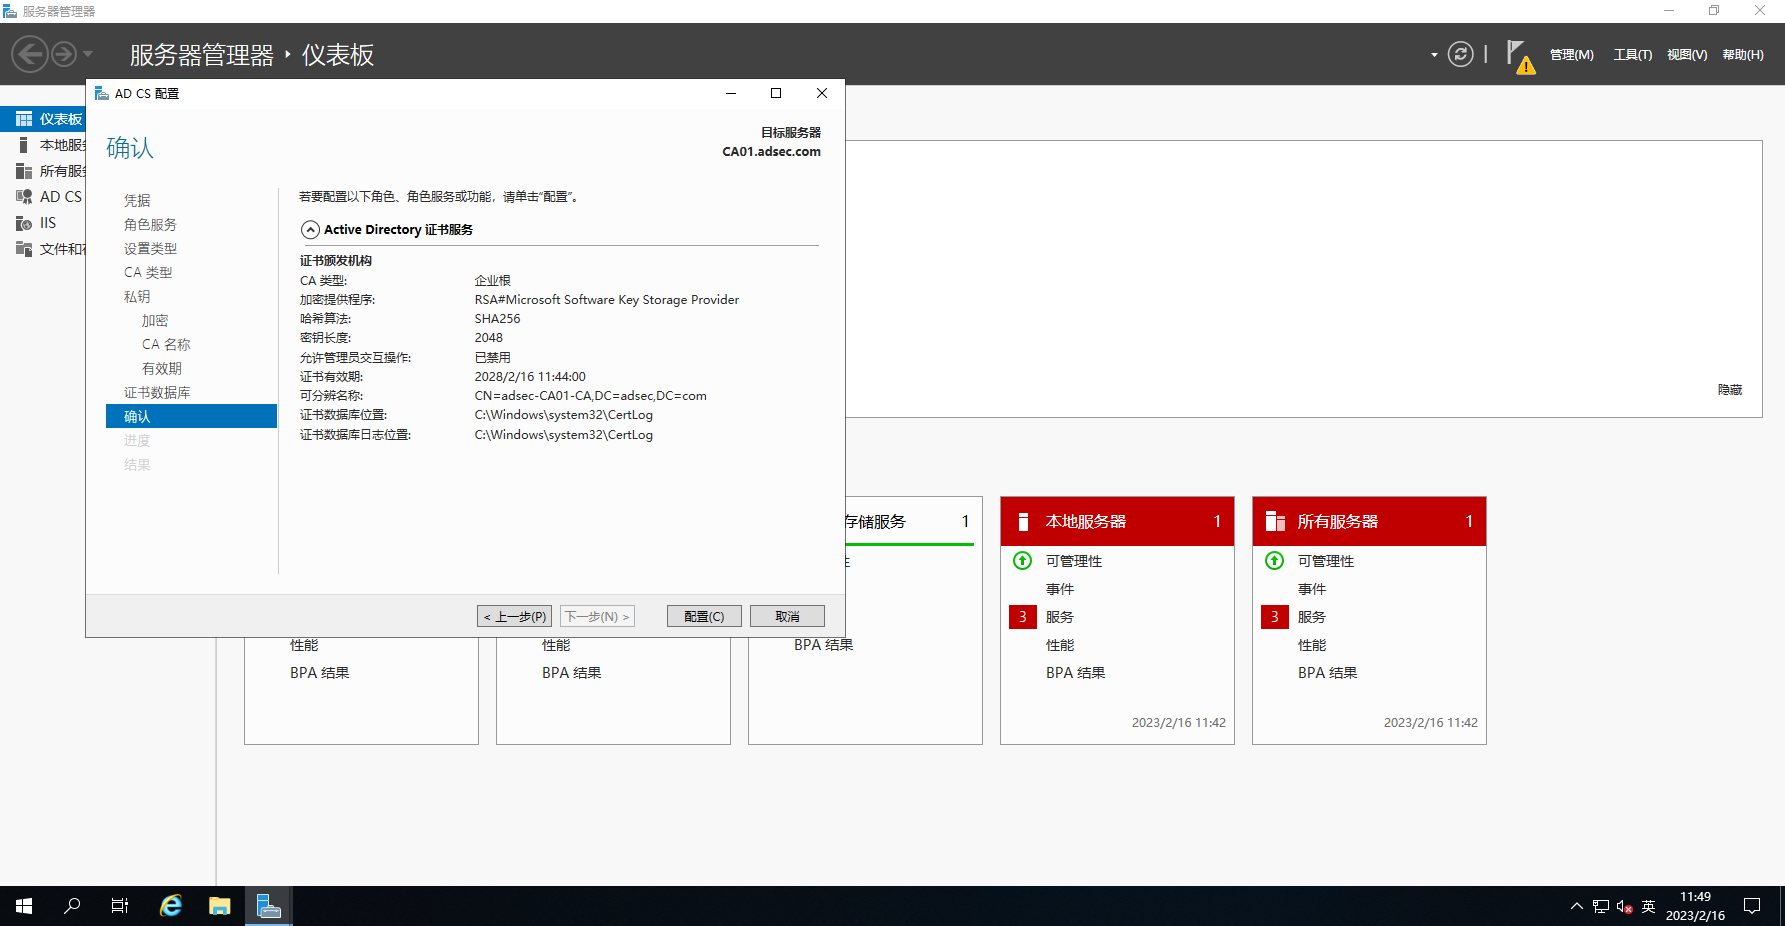 服务器管理器
服务器管理器 ‣ 仪表板
管理(M) 工具(T) 视图(V) 帮助(H)
仪表板
本地服
所有服
AD CS
IIS
文件和
AD CS 配置
确认
目标服务器
CA01.adsec.com
凭据
角色服务
设置类型
CA 类型
私钥
加密
CA 名称
有效期
证书数据库
确认
进度
结果
若要配置以下角色、角色服务或功能，请单击“配置”。
Active Directory 证书服务
证书颁发机构
CA 类型: 企业根
加密提供程序: RSA#Microsoft Software Key Storage Provider
哈希算法: SHA256
密钥长度: 2048
允许管理员交互操作: 已禁用
证书有效期: 2028/2/16 11:44:00
可分辨名称: CN=adsec-CA01-CA,DC=adsec,DC=com
证书数据库位置: C:\Windows\system32\CertLog
证书数据库日志位置: C:\Windows\system32\CertLog
< 上一步(P) 下一步(N) > 配置(C) 取消
隐藏
性能
BPA 结果
性能
BPA 结果
存储服务 1
性
BPA 结果
本地服务器 1
可管理性
事件
3 服务
性能
BPA 结果
2023/2/16 11:42
所有服务器 1
可管理性
事件
3 服务
性能
BPA 结果
2023/2/16 11:42
英
11:49
2023/2/16